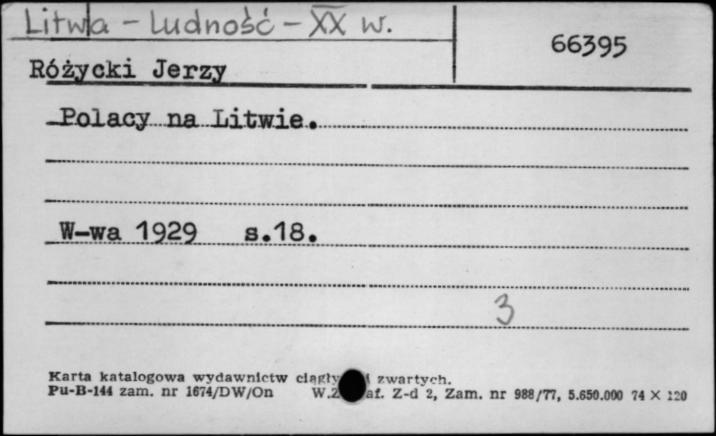 Litwa - ludność - XX w.
66395
Różycki Jerzy
Polacy na Litwie.
W-wa 1929 s.18.
3
Karta katalogowa wydawnictw zwartych.
Pu-B-144 zam. nr 1674/DW/On Z-d 2, Zam. nr 988/77, 5.650.000 74 × 120